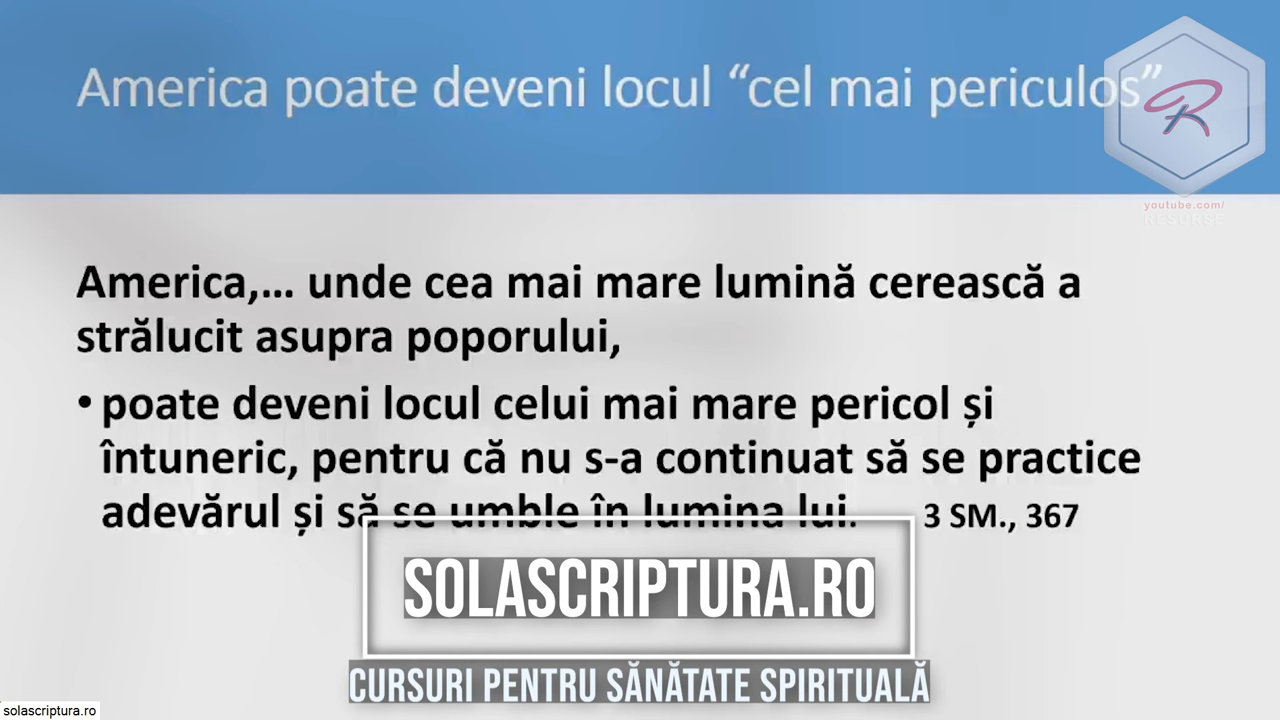 America poate deveni locul “cel mai periculos”
R
youtube.com/
RESURSE
America,... unde cea mai mare lumină cerească a
strălucit asupra poporului,
• poate deveni locul celui mai mare pericol și
întuneric, pentru că nu s-a continuat să se practice
adevărul și să se umble în lumina lui. 3 SM., 367
SOLASCRIPTURA.RO
CURSURI PENTRU SĂNĂTATE SPIRITUALĂ
solascriptura.ro